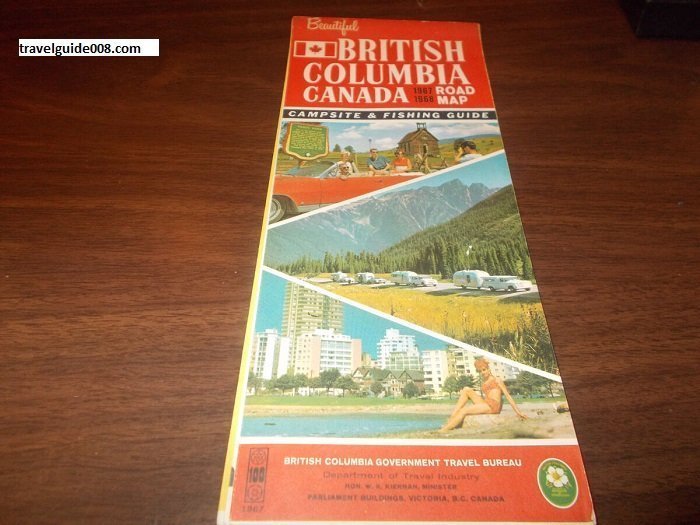 travelguide008.com
Beautiful
BRITISH
COLUMBIA
CANADA 1967 1968 ROAD MAP
CAMPSITE & FISHING GUIDE
BRITISH COLUMBIA GOVERNMENT TRAVEL BUREAU
Department of Travel Industry
HON. W. K. KIERNAN, MINISTER
PARLIAMENT BUILDINGS, VICTORIA, B.C. CANADA
100
1967